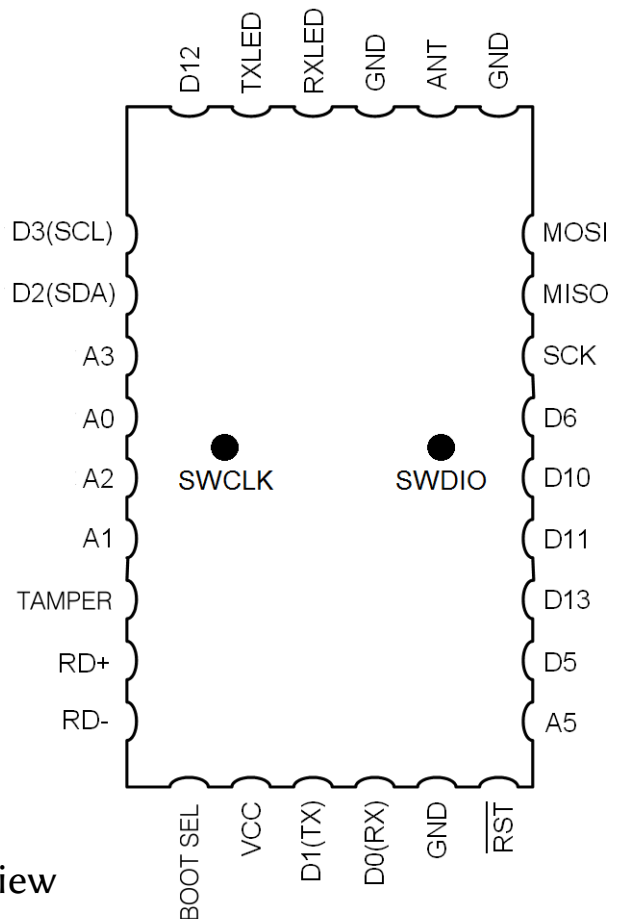 D12
TXLED
RXLED
GND
ANT
GND
D3(SCL)
MOSI
D2(SDA)
MISO
A3
SCK
A0
D6
SWCLK
SWDIO
A2
D10
A1
D11
TAMPER
D13
RD+
D5
RD-
A5
BOOT SEL
VCC
D1(TX)
D0(RX)
GND
RST
iew